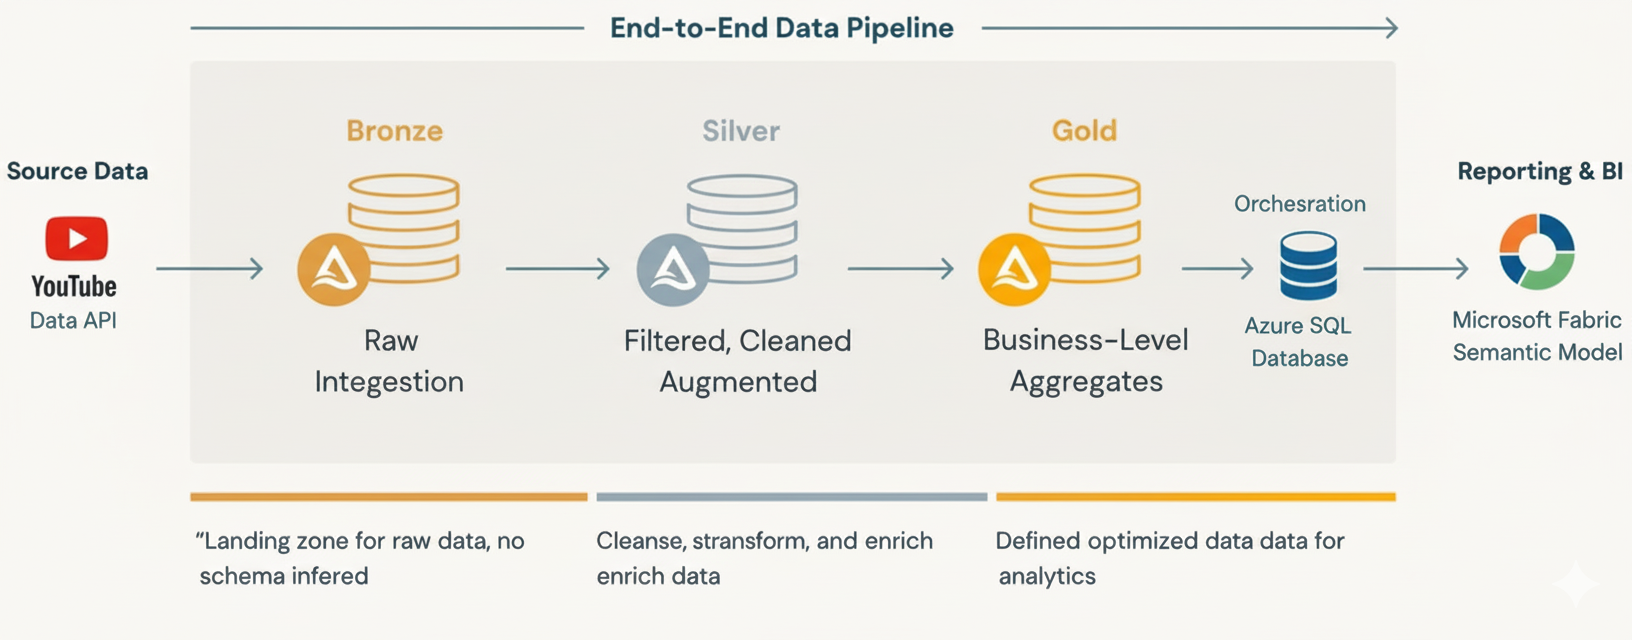 End-to-End Data Pipeline
Source Data
YouTube
Data API
Bronze
Raw
Integestion
Silver
Filtered, Cleaned
Augmented
Gold
Business-Level
Aggregates
Orchesration
Azure SQL
Database
Reporting & BI
Microsoft Fabric
Semantic Model
"Landing zone for raw data, no
schema infered
Cleanse, stransform, and enrich
enrich data
Defined optimized data data for
analytics